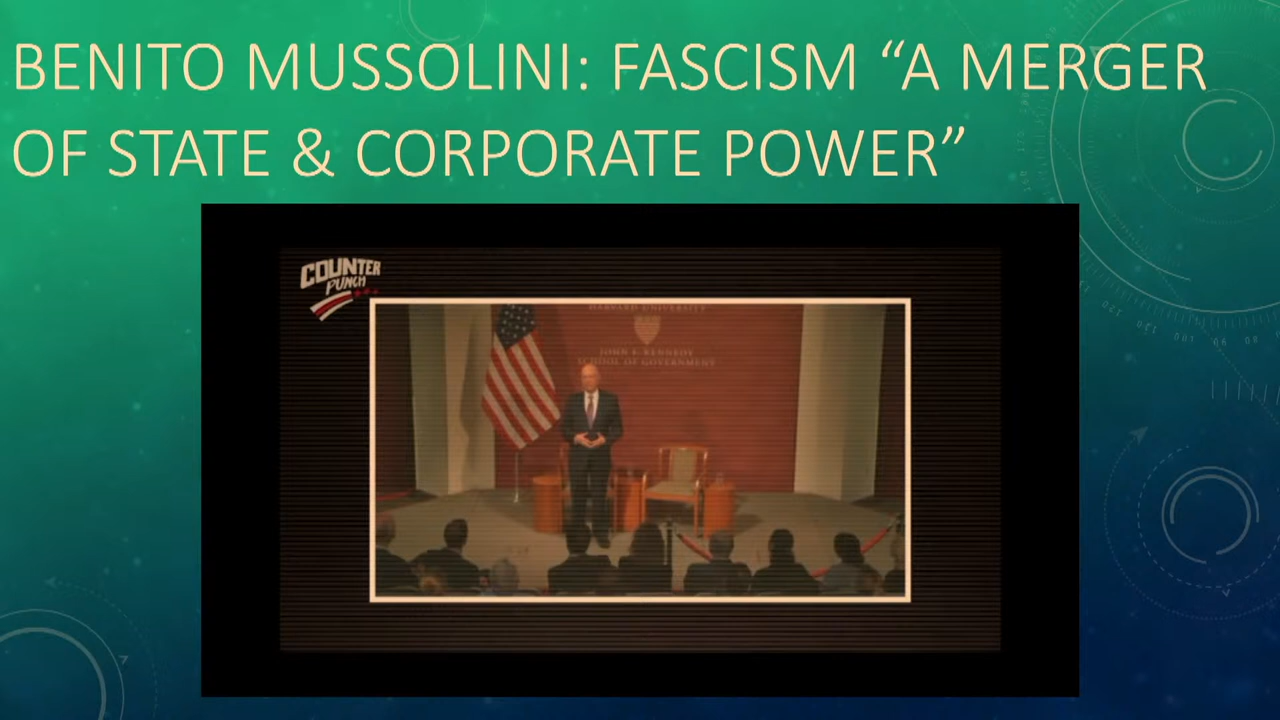 BENITO MUSSOLINI: FASCISM “A MERGER
OF STATE & CORPORATE POWER”
COUNTER
PUNCH
HARVARD UNIVERSITY
JOHN F. KENNEDY
SCHOOL OF GOVERNMENT